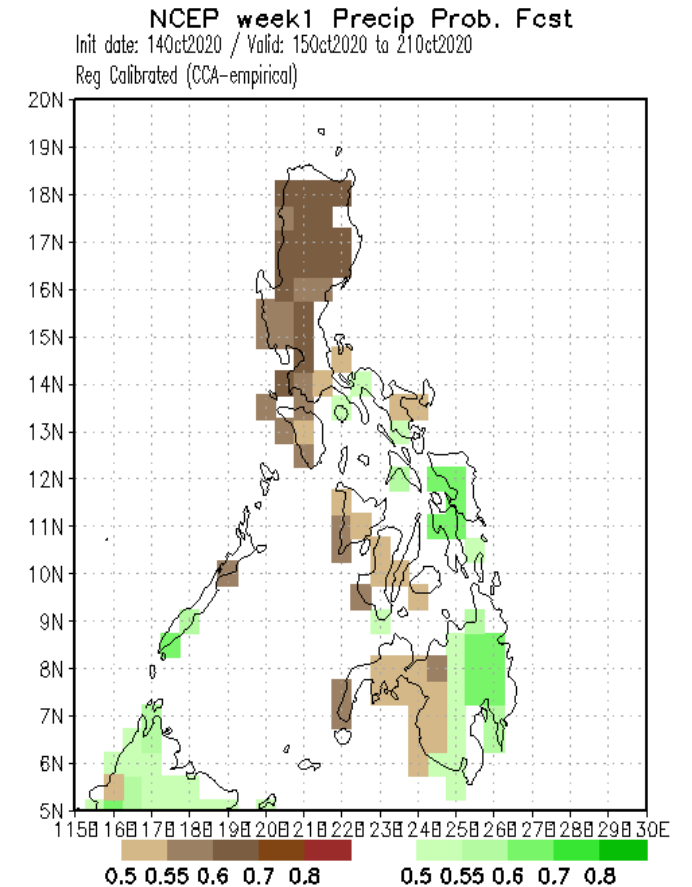 NCEP week1 Precip Prob. Fcst
Init date: 14Oct2020 / Valid: 15Oct2020 to 21Oct2020
Reg Calibrated (CCA-empirical)
20N
19N
18N
17N
16N
15N
14N
13N
12N
11N
10N
9N
8N
7N
6N
5N
115E 116E 117E 118E 119E 120E 121E 122E 123E 124E 125E 126E 127E 128E 129E 130E
0.5 0.55 0.6 0.7 0.8 0.5 0.55 0.6 0.7 0.8